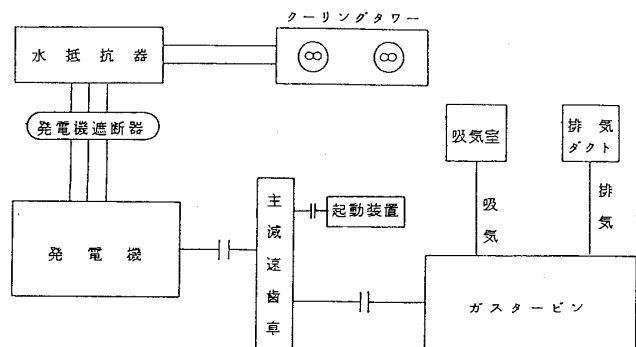 クーリングタワー
水抵抗器
発電機遮断器
吸気室
排気
ダクト
主減速歯車
起動装置
吸気
排気
発電機
ガスタービン